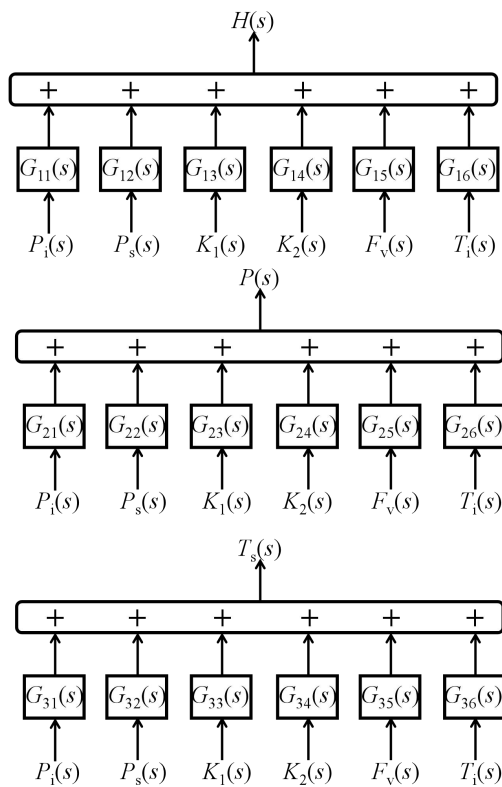 H(s)
+ + + + + +
G₁₁(s) G₁₂(s) G₁₃(s) G₁₄(s) G₁₅(s) G₁₆(s)
Pᵢ(s) Pₛ(s) K₁(s) K₂(s) Fᵥ(s) Tᵢ(s)
P(s)
+ + + + + +
G₂₁(s) G₂₂(s) G₂₃(s) G₂₄(s) G₂₅(s) G₂₆(s)
Pᵢ(s) Pₛ(s) K₁(s) K₂(s) Fᵥ(s) Tᵢ(s)
Tₛ(s)
+ + + + + +
G₃₁(s) G₃₂(s) G₃₃(s) G₃₄(s) G₃₅(s) G₃₆(s)
Pᵢ(s) Pₛ(s) K₁(s) K₂(s) Fᵥ(s) Tᵢ(s)